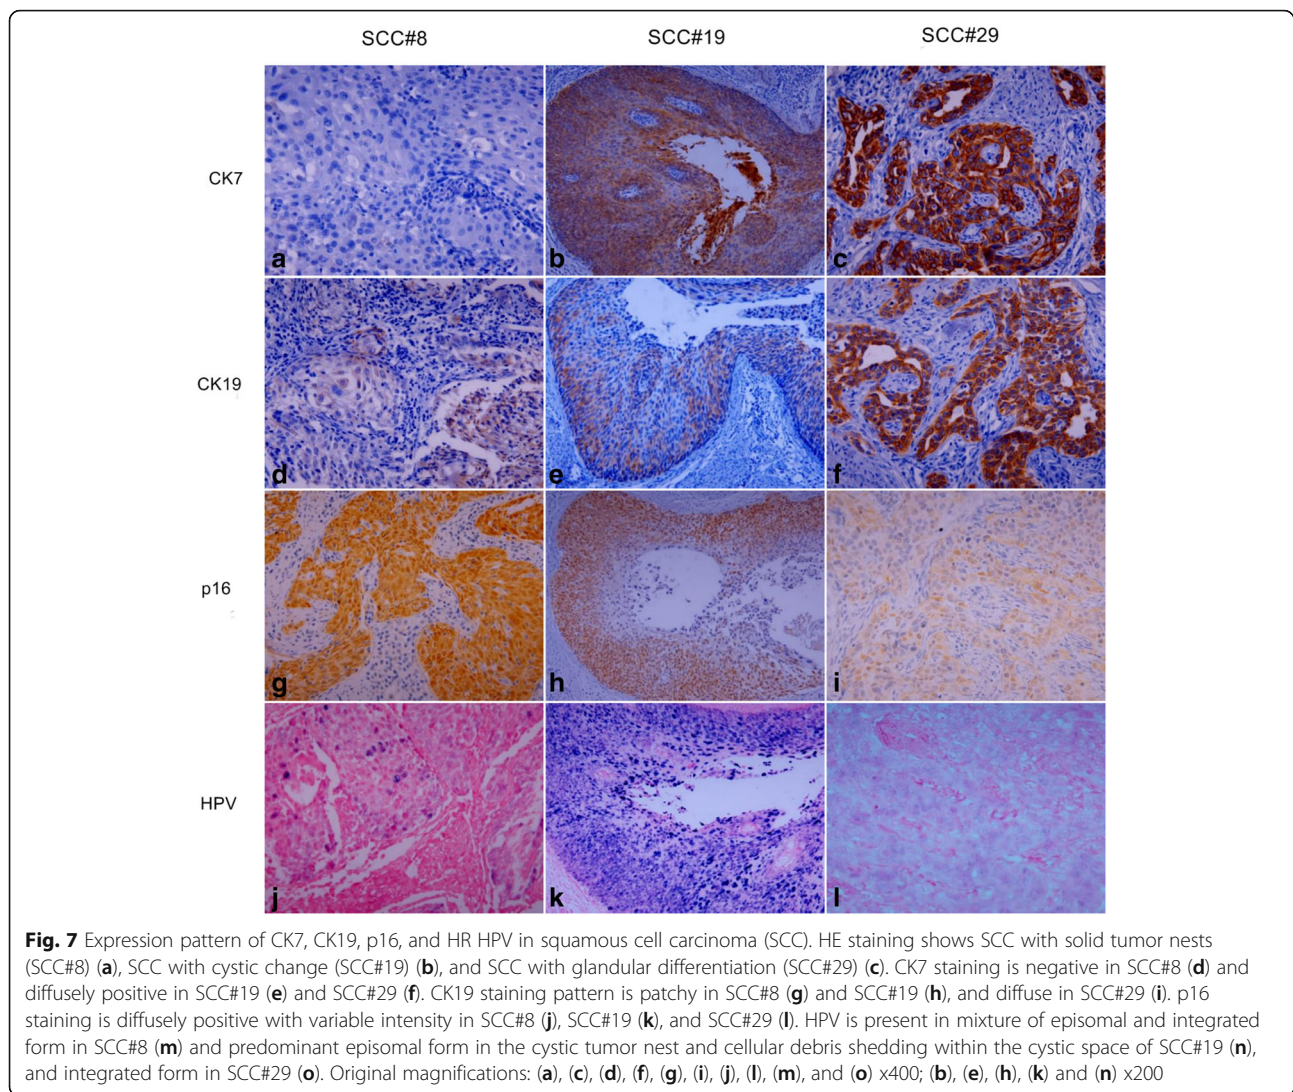 SCC#8 SCC#19 SCC#29
CK7
a b c
CK19
d e f
p16
g h i
HPV
j k l
Fig. 7 Expression pattern of CK7, CK19, p16, and HR HPV in squamous cell carcinoma (SCC). HE staining shows SCC with solid tumor nests
(SCC#8) (a), SCC with cystic change (SCC#19) (b), and SCC with glandular differentiation (SCC#29) (c). CK7 staining is negative in SCC#8 (d) and
diffusely positive in SCC#19 (e) and SCC#29 (f). CK19 staining pattern is patchy in SCC#8 (g) and SCC#19 (h), and diffuse in SCC#29 (i). p16
staining is diffusely positive with variable intensity in SCC#8 (j), SCC#19 (k), and SCC#29 (l). HPV is present in mixture of episomal and integrated
form in SCC#8 (m) and predominant episomal form in the cystic tumor nest and cellular debris shedding within the cystic space of SCC#19 (n),
and integrated form in SCC#29 (o). Original magnifications: (a), (c), (d), (f), (g), (i), (j), (l), (m), and (o) x400; (b), (e), (h), (k) and (n) x200